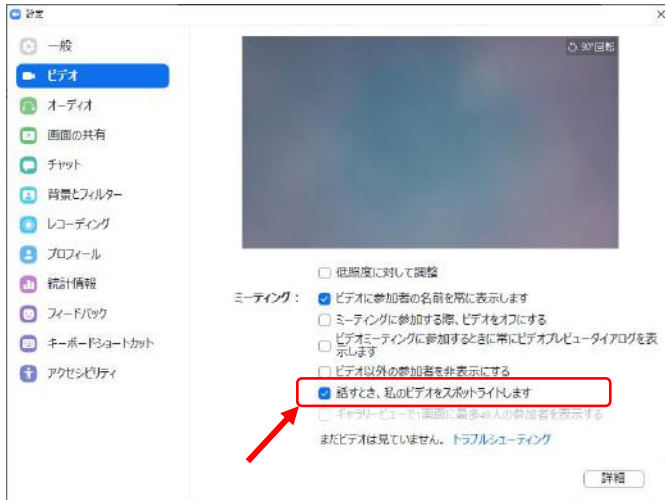 設定
90°回転
一般
ビデオ
オーディオ
画面の共有
チャット
背景とフィルター
レコーディング
プロフィール
統計情報
フィードバック
キーボードショートカット
アクセシビリティ
低照度に対して調整
ミーティング：
ビデオに参加者の名前を常に表示します
ミーティングに参加する際、ビデオをオフにする
ビデオミーティングに参加するときに常にビデオプレビューダイアログを表
示します
ビデオ以外の参加者を非表示にする
話すとき、私のビデオをスポットライトします
ギャラリービューで1画面に最多49人の参加者を表示する
まだビデオは見ていません。 トラブルシューティング
詳細